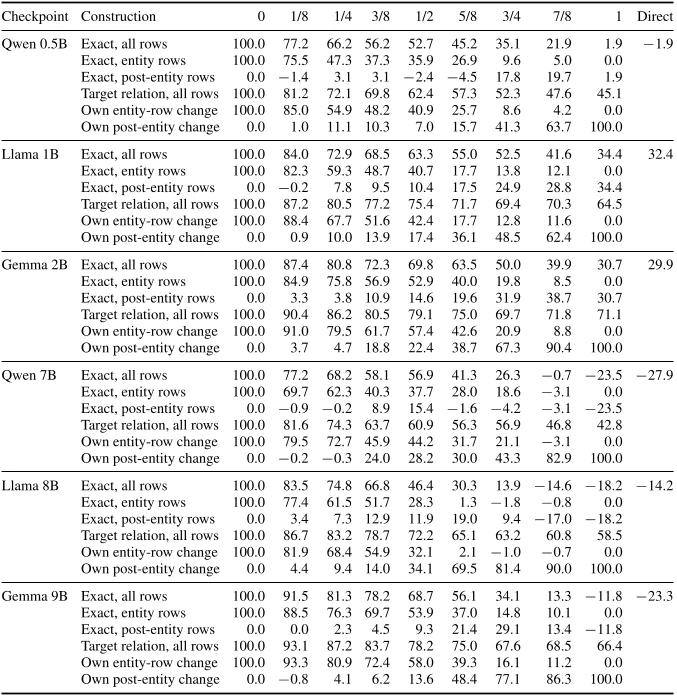 Checkpoint Construction 0 1/8 1/4 3/8 1/2 5/8 3/4 7/8 1 Direct
Qwen 0.5B Exact, all rows 100.0 77.2 66.2 56.2 52.7 45.2 35.1 21.9 1.9 −1.9
Exact, entity rows 100.0 75.5 47.3 37.3 35.9 26.9 9.6 5.0 0.0
Exact, post-entity rows 0.0 −1.4 3.1 3.1 −2.4 −4.5 17.8 19.7 1.9
Target relation, all rows 100.0 81.2 72.1 69.8 62.4 57.3 52.3 47.6 45.1
Own entity-row change 100.0 85.0 54.9 48.2 40.9 25.7 8.6 4.2 0.0
Own post-entity change 0.0 1.0 11.1 10.3 7.0 15.7 41.3 63.7 100.0
Llama 1B Exact, all rows 100.0 84.0 72.9 68.5 63.3 55.0 52.5 41.6 34.4 32.4
Exact, entity rows 100.0 82.3 59.3 48.7 40.7 17.7 13.8 12.1 0.0
Exact, post-entity rows 0.0 −0.2 7.8 9.5 10.4 17.5 24.9 28.8 34.4
Target relation, all rows 100.0 87.2 80.5 77.2 75.4 71.7 69.4 70.3 64.5
Own entity-row change 100.0 88.4 67.7 51.6 42.4 17.7 12.8 11.6 0.0
Own post-entity change 0.0 0.9 10.0 13.9 17.4 36.1 48.5 62.4 100.0
Gemma 2B Exact, all rows 100.0 87.4 80.8 72.3 69.8 63.5 50.0 39.9 30.7 29.9
Exact, entity rows 100.0 84.9 75.8 56.9 52.9 40.0 19.8 8.5 0.0
Exact, post-entity rows 0.0 3.3 3.8 10.9 14.6 19.6 31.9 38.7 30.7
Target relation, all rows 100.0 90.4 86.2 80.5 79.1 75.0 69.7 71.8 71.1
Own entity-row change 100.0 91.0 79.5 61.7 57.4 42.6 20.9 8.8 0.0
Own post-entity change 0.0 3.7 4.7 18.8 22.4 38.7 67.3 90.4 100.0
Qwen 7B Exact, all rows 100.0 77.2 68.2 58.1 56.9 41.3 26.3 −0.7 −23.5 −27.9
Exact, entity rows 100.0 69.7 62.3 40.3 37.7 28.0 18.6 −3.1 0.0
Exact, post-entity rows 0.0 −0.9 −0.2 8.9 15.4 −1.6 −4.2 −3.1 −23.5
Target relation, all rows 100.0 81.6 74.3 63.7 60.9 56.3 56.9 46.8 42.8
Own entity-row change 100.0 79.5 72.7 45.9 44.2 31.7 21.1 −3.1 0.0
Own post-entity change 0.0 −0.2 −0.3 24.0 28.2 30.0 43.3 82.9 100.0
Llama 8B Exact, all rows 100.0 83.5 74.8 66.8 46.4 30.3 13.9 −14.6 −18.2 −14.2
Exact, entity rows 100.0 77.4 61.5 51.7 28.3 1.3 −1.8 −0.8 0.0
Exact, post-entity rows 0.0 3.4 7.3 12.9 11.9 19.0 9.4 −17.0 −18.2
Target relation, all rows 100.0 86.7 83.2 78.7 72.2 65.1 63.2 60.8 58.5
Own entity-row change 100.0 81.9 68.4 54.9 32.1 2.1 −1.0 −0.7 0.0
Own post-entity change 0.0 4.4 9.4 14.0 34.1 69.5 81.4 90.0 100.0
Gemma 9B Exact, all rows 100.0 91.5 81.3 78.2 68.7 56.1 34.1 13.3 −11.8 −23.3
Exact, entity rows 100.0 88.5 76.3 69.7 53.9 37.0 14.8 10.1 0.0
Exact, post-entity rows 0.0 0.0 2.3 4.5 9.3 21.4 29.1 13.4 −11.8
Target relation, all rows 100.0 93.1 87.2 83.7 78.2 75.0 67.6 68.5 66.4
Own entity-row change 100.0 93.3 80.9 72.4 58.0 39.3 16.1 11.2 0.0
Own post-entity change 0.0 −0.8 4.1 6.2 13.6 48.4 77.1 86.3 100.0